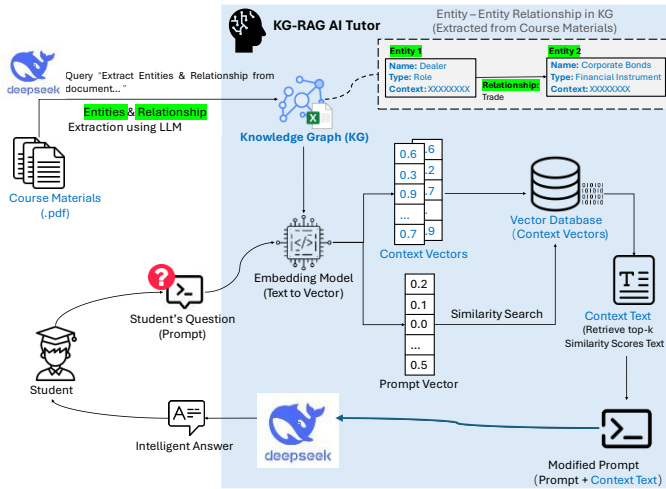 KG-RAG AI Tutor
Entity – Entity Relationship in KG
(Extracted from Course Materials)
Entity 1
Name: Dealer
Type: Role
Context: XXXXXXXX
Relationship:
Trade
Entity 2
Name: Corporate Bonds
Type: Financial Instrument
Context: XXXXXXXX
deepseek
Query "Extract Entities & Relationship from
document... "
Entities & Relationship
Extraction using LLM
Course Materials
(.pdf)
X
Knowledge Graph (KG)
0.6
0.3
0.9
...
0.7
.6
.2
.7
.9
Context Vectors
Vector Database
(Context Vectors)
</>
Embedding Model
(Text to Vector)
?
Student's Question
(Prompt)
0.2
0.1
0.0
...
0.5
Prompt Vector
Similarity Search
T
Context Text
(Retrieve top-k
Similarity Scores Text
Student
A
Intelligent Answer
deepseek
Modified Prompt
(Prompt + Context Text)